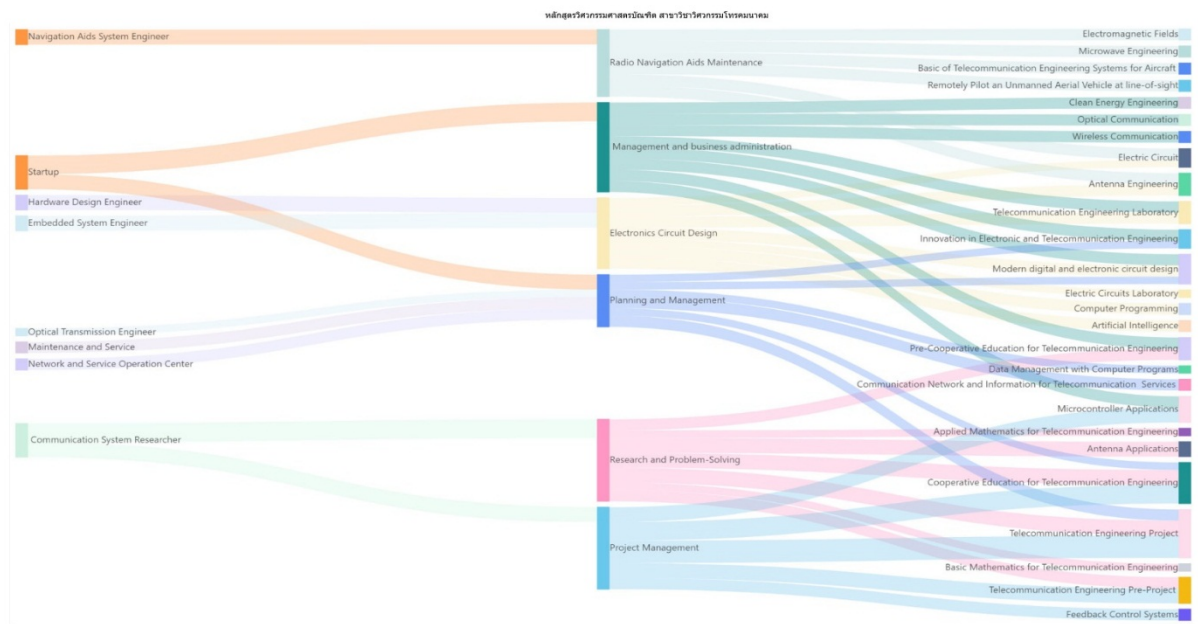 หลักสูตรวิศวกรรมศาสตรบัณฑิต สาขาวิชาวิศวกรรมโทรคมนาคม
Navigation Aids System Engineer
Startup
Hardware Design Engineer
Embedded System Engineer
Optical Transmission Engineer
Maintenance and Service
Network and Service Operation Center
Communication System Researcher
Radio Navigation Aids Maintenance
Management and business administration
Electronics Circuit Design
Planning and Management
Research and Problem-Solving
Project Management
Electromagnetic Fields
Microwave Engineering
Basic of Telecommunication Engineering Systems for Aircraft
Remotely Pilot an Unmanned Aerial Vehicle at line-of-sight
Clean Energy Engineering
Optical Communication
Wireless Communication
Electric Circuit
Antenna Engineering
Telecommunication Engineering Laboratory
Innovation in Electronic and Telecommunication Engineering
Modern digital and electronic circuit design
Electric Circuits Laboratory
Computer Programming
Artificial Intelligence
Pre-Cooperative Education for Telecommunication Engineering
Data Management with Computer Programs
Communication Network and Information for Telecommunication Services
Microcontroller Applications
Applied Mathematics for Telecommunication Engineering
Antenna Applications
Cooperative Education for Telecommunication Engineering
Telecommunication Engineering Project
Basic Mathematics for Telecommunication Engineering
Telecommunication Engineering Pre-Project
Feedback Control Systems